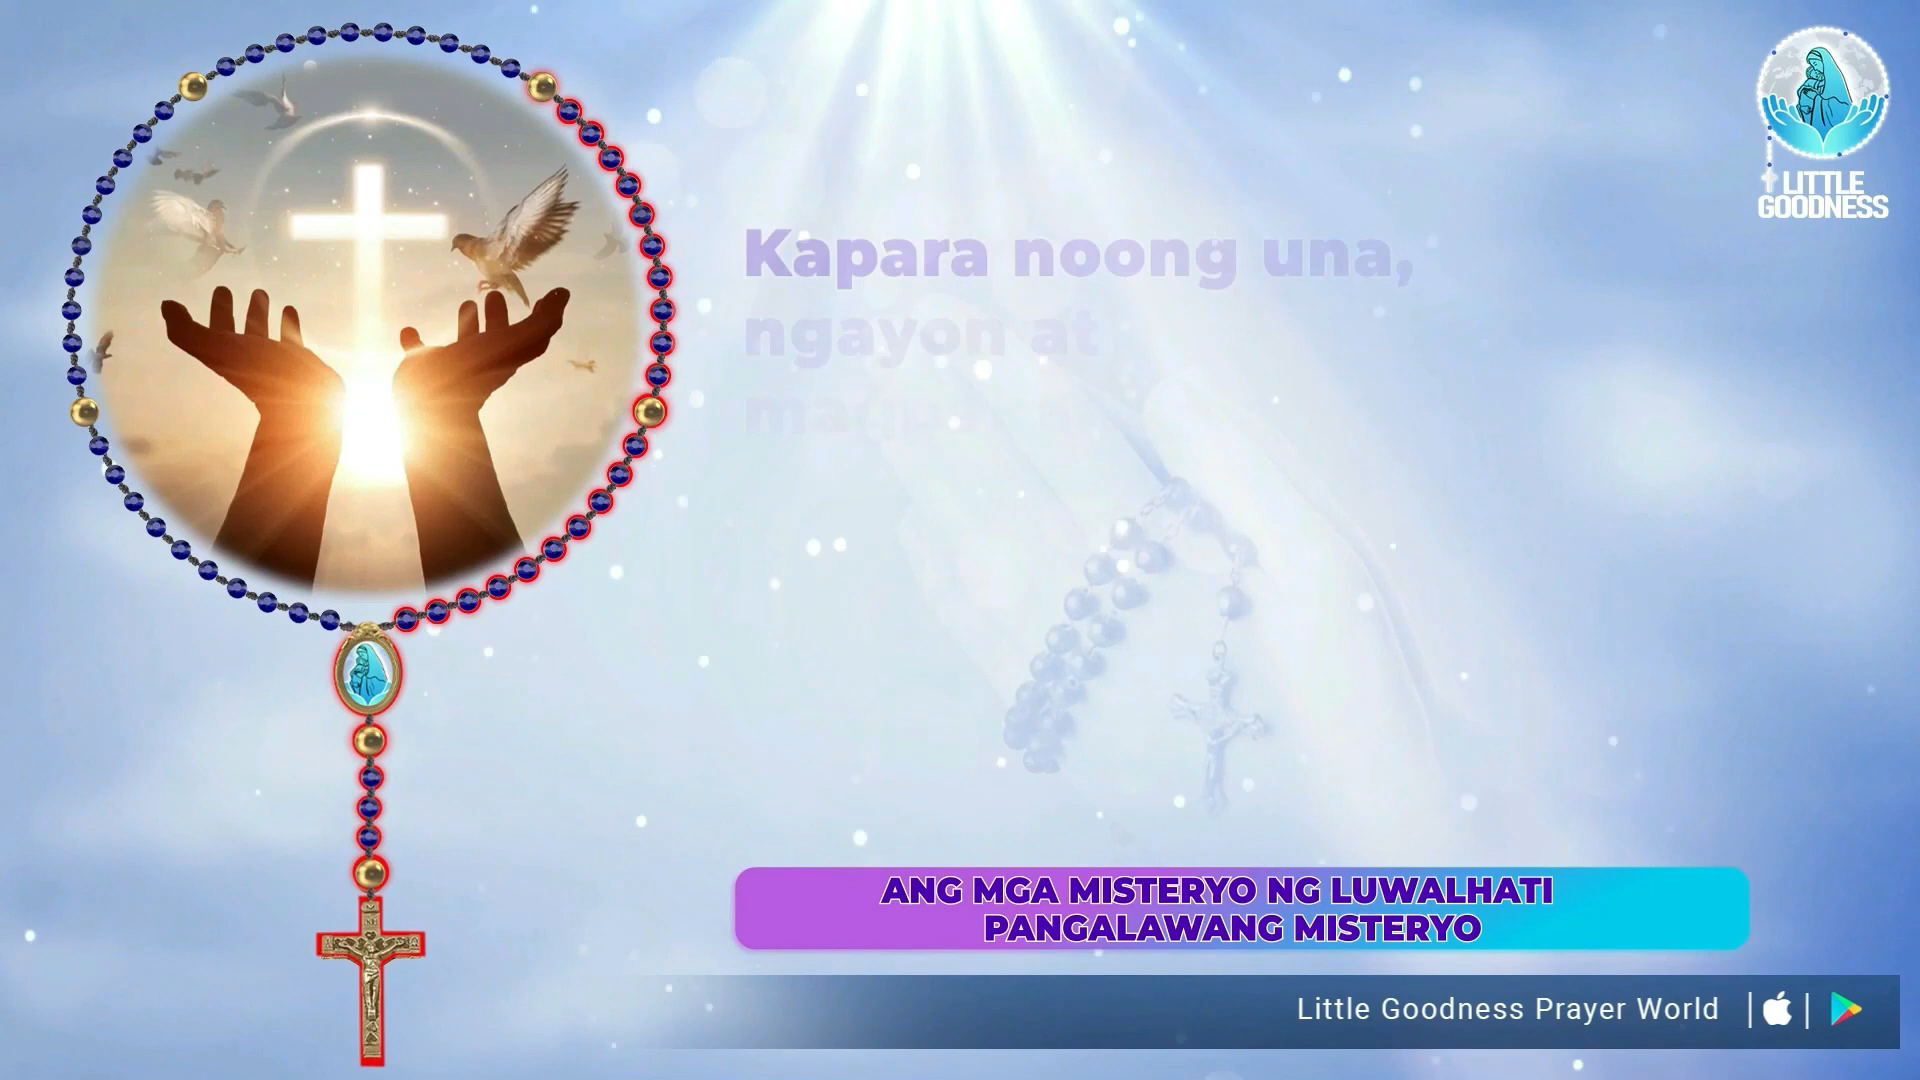 LITTLE
GOODNESS
Kapara noong una,
ngayon at
ANG MGA MISTERYO NG LUWALHATI
PANGALAWANG MISTERYO
Little Goodness Prayer World